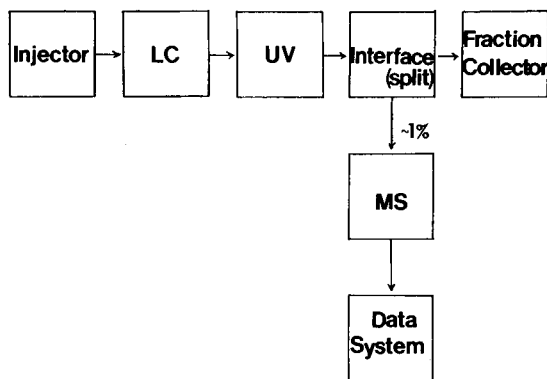 Injector
LC
UV
Interface
(split)
Fraction
Collector
~1%
MS
Data
System